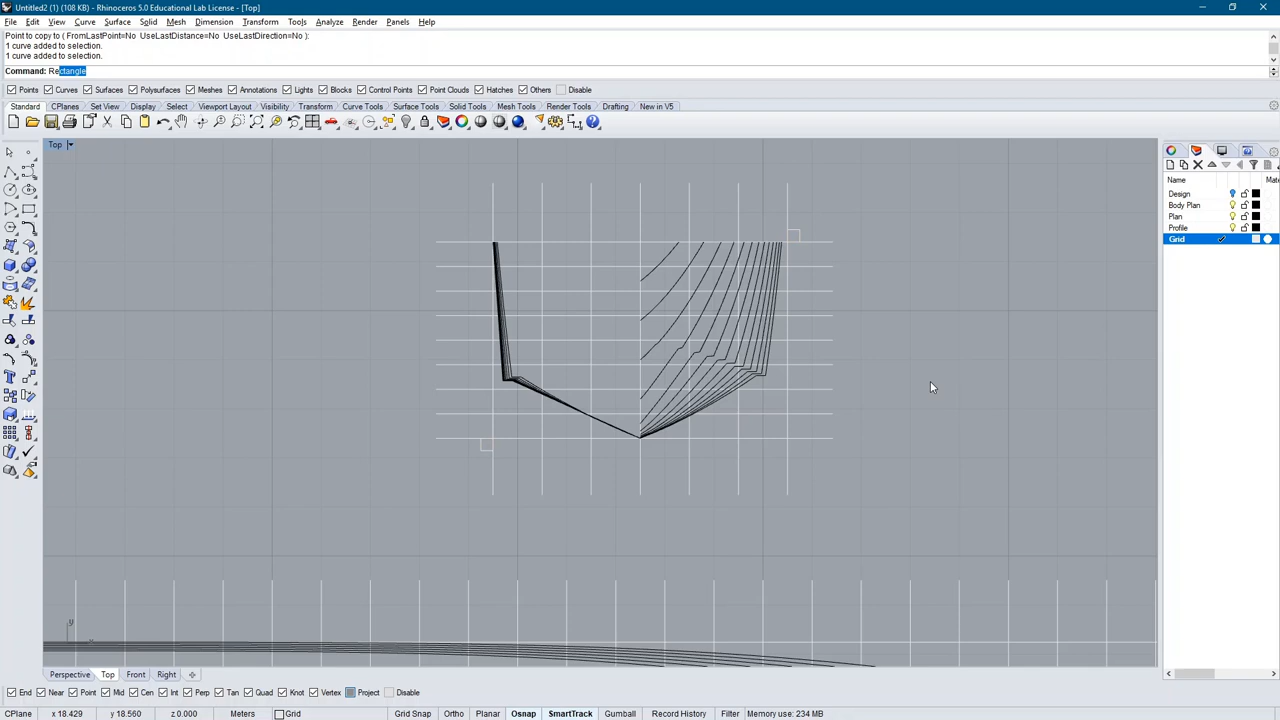 Untitled2 (108 KB) - Rhinoceros 5.0 Educational Lab License - [Top]
File Edit View Curve Surface Solid Mesh Dimension Transform Tools Analyze Render Panels Help
Point to copy to ( FromLastPoint=No UseLastDistance=No UseLastDirection=No ):
1 curve added to selection.
1 curve added to selection.
Command: Rectangle
Points Curves Surfaces Polysurfaces Meshes Annotations Lights Blocks Control Points Point Clouds Hatches Others Disable
Standard CPlanes Set View Display Select Viewport Layout Visibility Transform Curve Tools Surface Tools Solid Tools Mesh Tools Render Tools Drafting New in V5
Top
Name Mate
Design
Body Plan
Plan
Profile
Grid
y
x
Perspective Top Front Right
End Near Point Mid Cen Int Perp Tan Quad Knot Vertex Project Disable
CPlane x 18.429 y 18.560 z 0.000 Meters Grid Grid Snap Ortho Planar Osnap SmartTrack Gumball Record History Filter Memory use: 234 MB